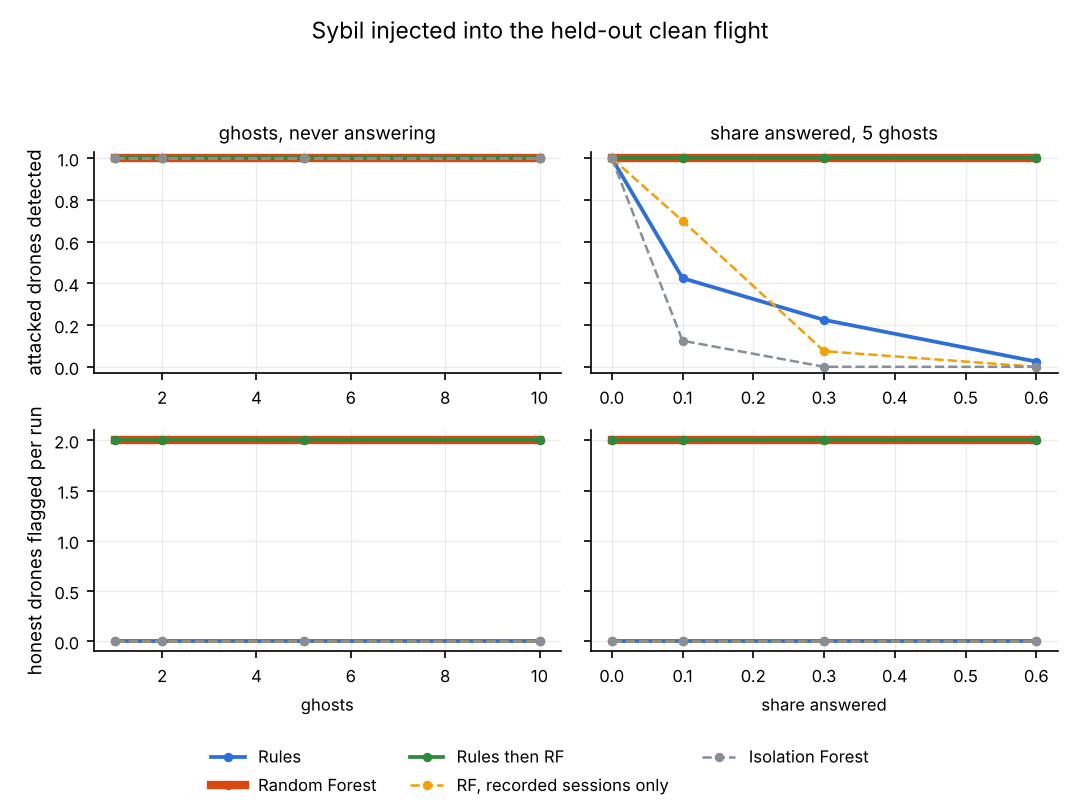 Sybil injected into the held-out clean flight
ghosts, never answering
share answered, 5 ghosts
attacked drones detected
1.0
0.8
0.6
0.4
0.2
0.0
2 4 6 8 10
0.0 0.1 0.2 0.3 0.4 0.5 0.6
honest drones flagged per run
2.0
1.5
1.0
0.5
0.0
2 4 6 8 10
0.0 0.1 0.2 0.3 0.4 0.5 0.6
ghosts
share answered
Rules
Rules then RF
Isolation Forest
Random Forest
RF, recorded sessions only